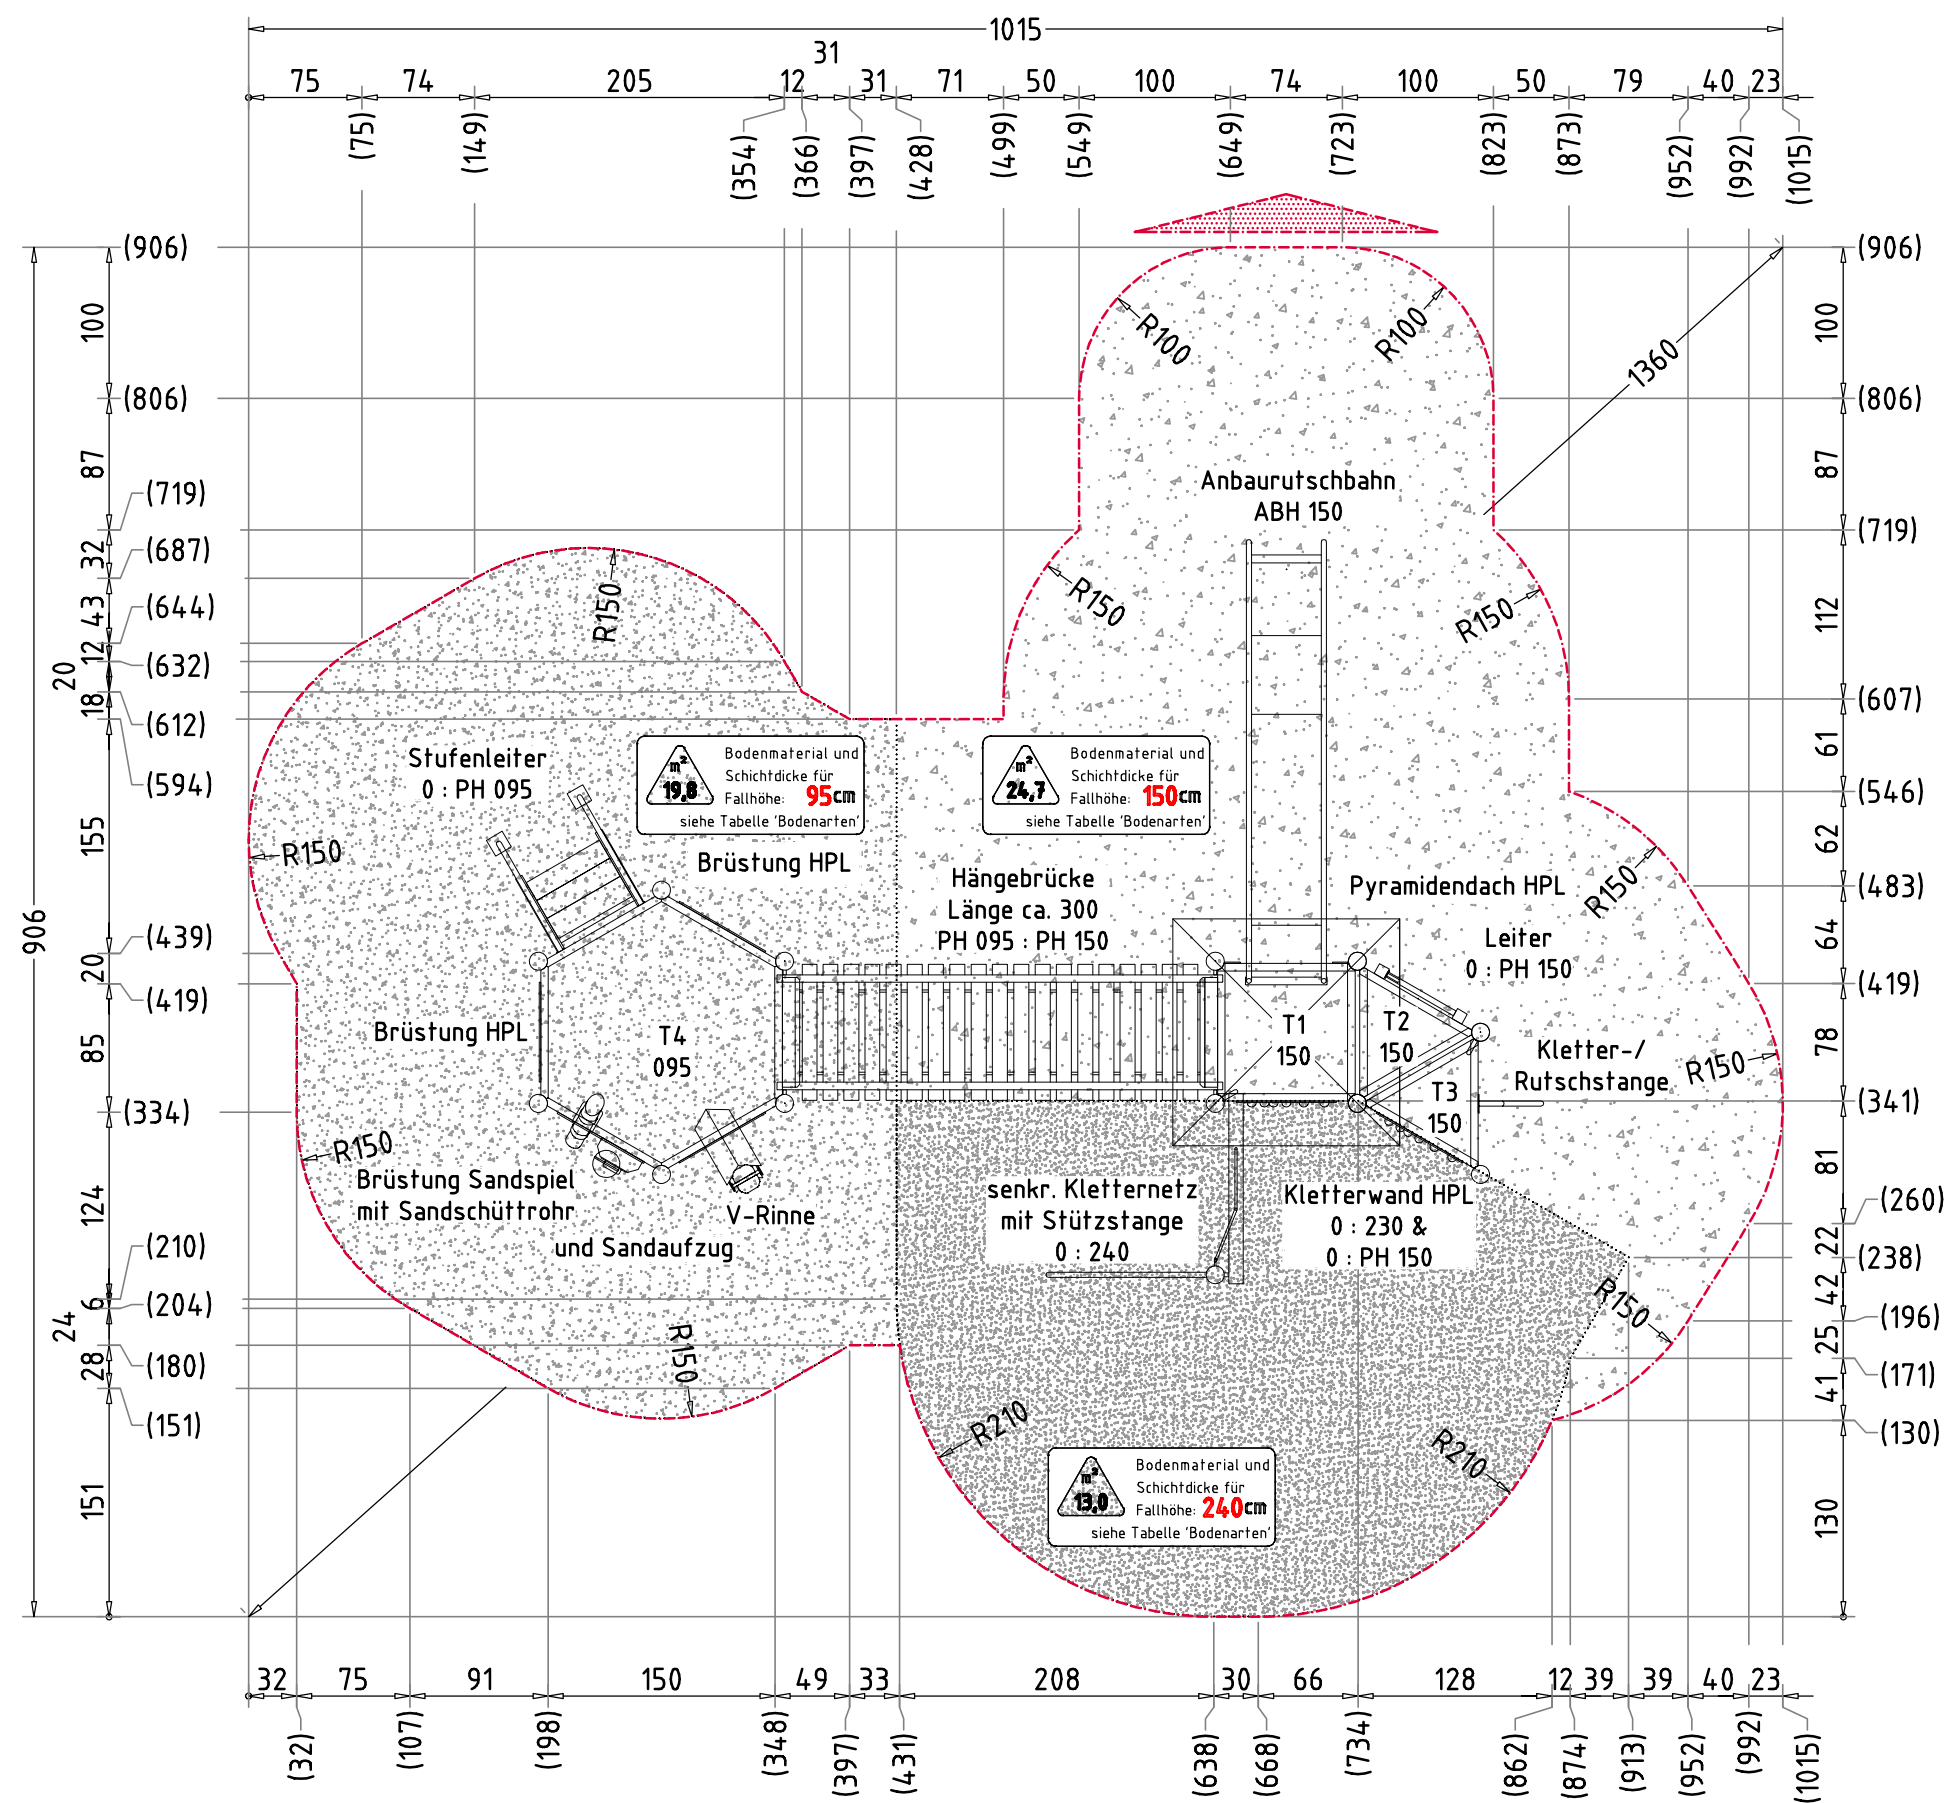 1015
31
75 74 205 12 31 71 50 100 74 100 50 79 40 23
(75) (149) (354) (366) (397) (428) (499) (549) (649) (723) (823) (873) (952) (992) (1015)
(906)
100
(806)
87
(719)
32
(687)
43
(644)
12
(632)
20
18
(612)
(594)
155
906
(439)
20
(419)
85
(334)
124
(210)
6
(204)
24
28
(180)
(151)
151
(906)
100
(806)
87
(719)
112
(607)
61
(546)
62
(483)
64
(419)
78
(341)
81
(260)
22
(238)
42
(196)
25
(171)
41
(130)
130
R100
R100
1360
Anbaurutschbahn
ABH 150
R150
R150
R150
Stufenleiter
0 : PH 095
m²
19,8
Bodenmaterial und
Schichtdicke für
Fallhöhe: 95cm
siehe Tabelle 'Bodenarten'
m²
24,7
Bodenmaterial und
Schichtdicke für
Fallhöhe: 150cm
siehe Tabelle 'Bodenarten'
R150
Brüstung HPL
Hängebrücke
Länge ca. 300
PH 095 : PH 150
Pyramidendach HPL
R150
Leiter
0 : PH 150
Brüstung HPL
T4
095
T1
150
T2
150
T3
150
Kletter-/
Rutschstange
R150
R150
Brüstung Sandspiel
mit Sandschüttrohr
V-Rinne
und Sandaufzug
senkr. Kletternetz
mit Stützstange
0 : 240
Kletterwand HPL
0 : 230 &
0 : PH 150
R150
R150
R210
R210
m²
13,0
Bodenmaterial und
Schichtdicke für
Fallhöhe: 240cm
siehe Tabelle 'Bodenarten'
32 75 91 150 49 33 208 30 66 128 12 39 39 40 23
(32) (107) (198) (348) (397) (431) (638) (668) (734) (862) (874) (913) (952) (992) (1015)